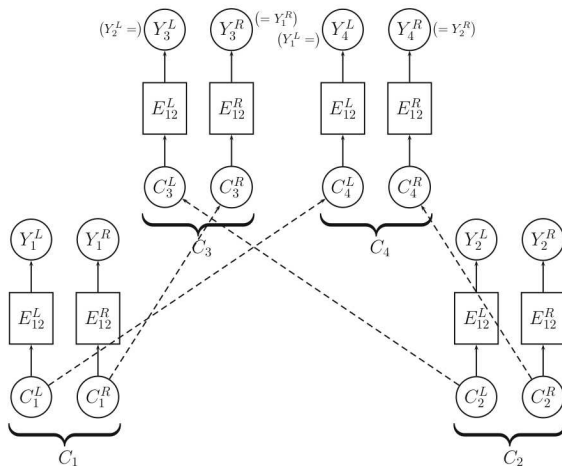 (Y_2^L =) Y_3^L Y_3^R (= Y_1^R) Y_4^L Y_4^R (= Y_2^R)
(Y_1^L =)
E_{12}^L E_{12}^R E_{12}^L E_{12}^R
C_3^L C_3^R C_4^L C_4^R
Y_1^L Y_1^R C_3 C_4 Y_2^L Y_2^R
E_{12}^L E_{12}^R E_{12}^L E_{12}^R
C_1^L C_1^R C_2^L C_2^R
C_1 C_2